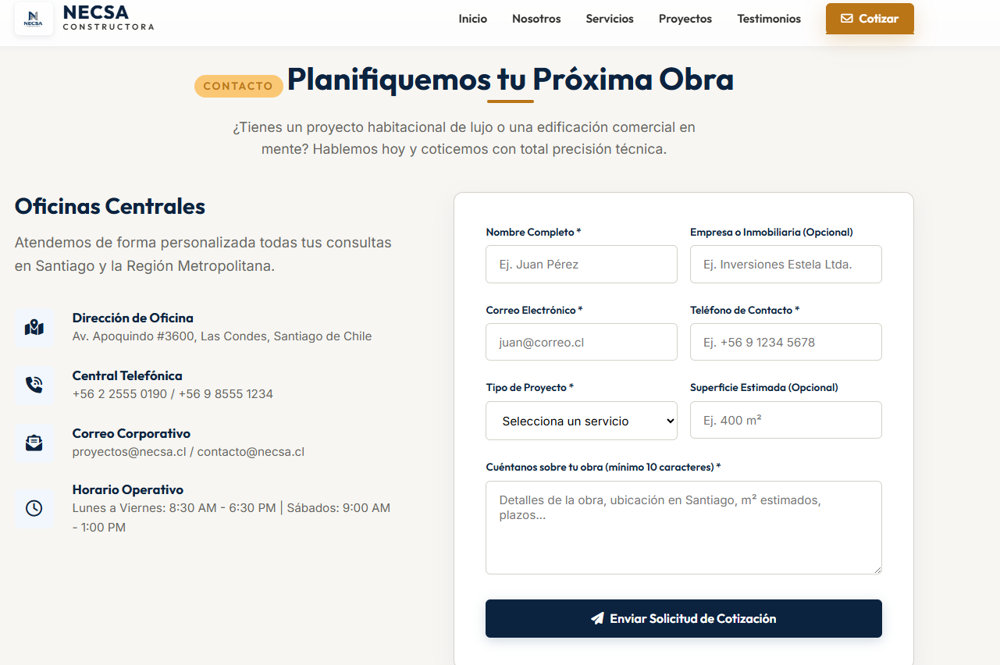 NECSA
NECSA
CONSTRUCTORA
Inicio
Nosotros
Servicios
Proyectos
Testimonios
Cotizar
CONTACTO
Planifiquemos tu Próxima Obra
¿Tienes un proyecto habitacional de lujo o una edificación comercial en
mente? Hablemos hoy y coticemos con total precisión técnica.
Oficinas Centrales
Atendemos de forma personalizada todas tus consultas
en Santiago y la Región Metropolitana.
Dirección de Oficina
Av. Apoquindo #3600, Las Condes, Santiago de Chile
Central Telefónica
+56 2 2555 0190 / +56 9 8555 1234
Correo Corporativo
proyectos@necsa.cl / contacto@necsa.cl
Horario Operativo
Lunes a Viernes: 8:30 AM - 6:30 PM | Sábados: 9:00 AM
- 1:00 PM
Nombre Completo *
Ej. Juan Pérez
Empresa o Inmobiliaria (Opcional)
Ej. Inversiones Estela Ltda.
Correo Electrónico *
juan@correo.cl
Teléfono de Contacto *
Ej. +56 9 1234 5678
Tipo de Proyecto *
Selecciona un servicio
Superficie Estimada (Opcional)
Ej. 400 m²
Cuéntanos sobre tu obra (mínimo 10 caracteres) *
Detalles de la obra, ubicación en Santiago, m² estimados,
plazos...
Enviar Solicitud de Cotización